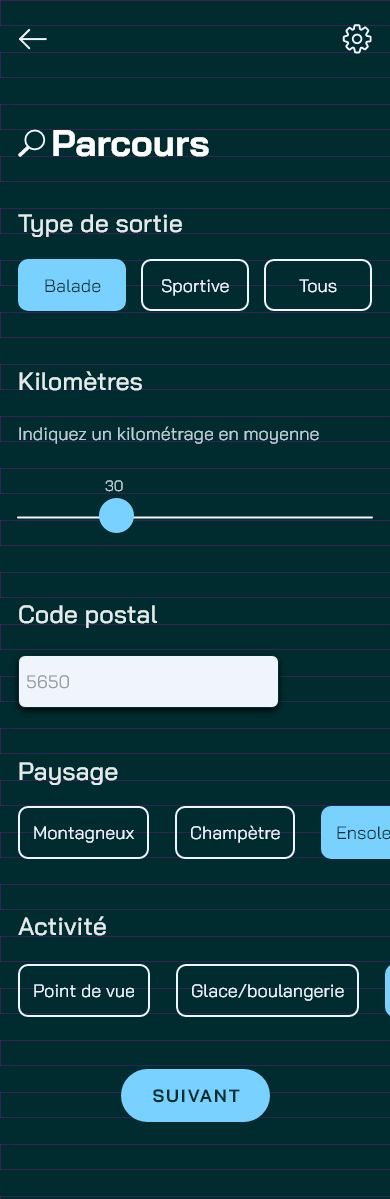 Parcours
Type de sortie
Balade Sportive Tous
Kilomètres
Indiquez un kilométrage en moyenne
30
Code postal
5650
Paysage
Montagneux Champètre Ensole
Activité
Point de vue Glace/boulangerie
SUIVANT